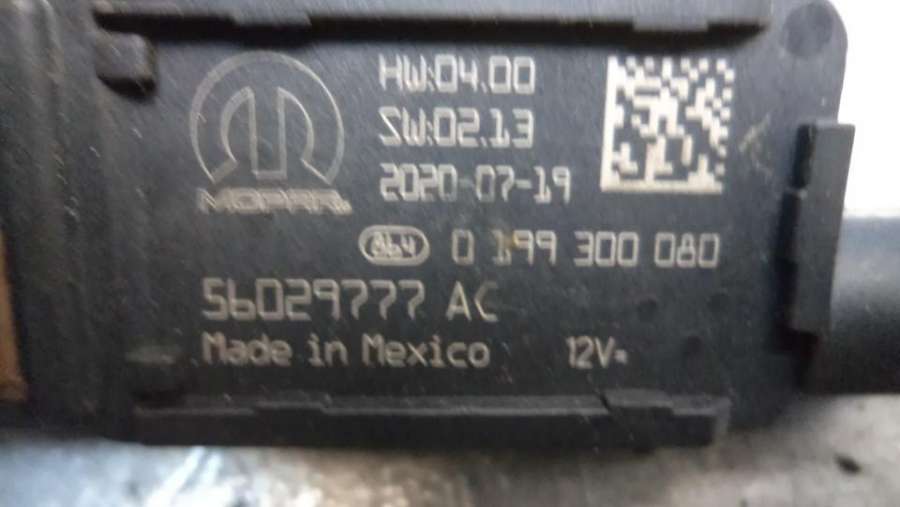 HW:04.00
SW:02.13
2020-07-19
MOPAR
864 0 199 300 080
56029777 AC
Made in Mexico 12V=